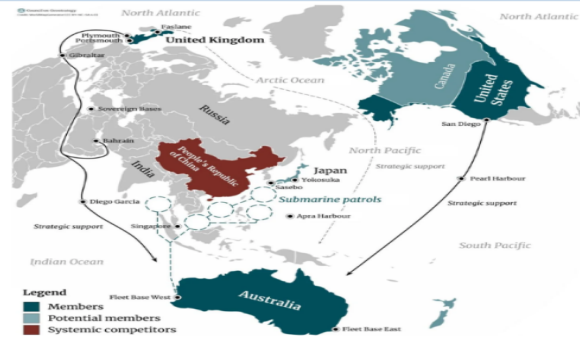 North Atlantic
North Atlantic
Faslane
Plymouth
Portsmouth
United Kingdom
Gibraltar
Arctic Ocean
Canada
United
States
Sovereign Bases
Russia
San Diego
Bahrain
People's Republic
of China
North Pacific
India
Japan
Strategic support
Yokosuka
Pearl Harbour
Sasebo
Diego Garcia
Submarine patrols
Strategic support
Apra Harbour
Strategic support
Singapore
South Pacific
Indian Ocean
Legend
Fleet Base West
Australia
Members
Potential members
Fleet Base East
Systemic competitors